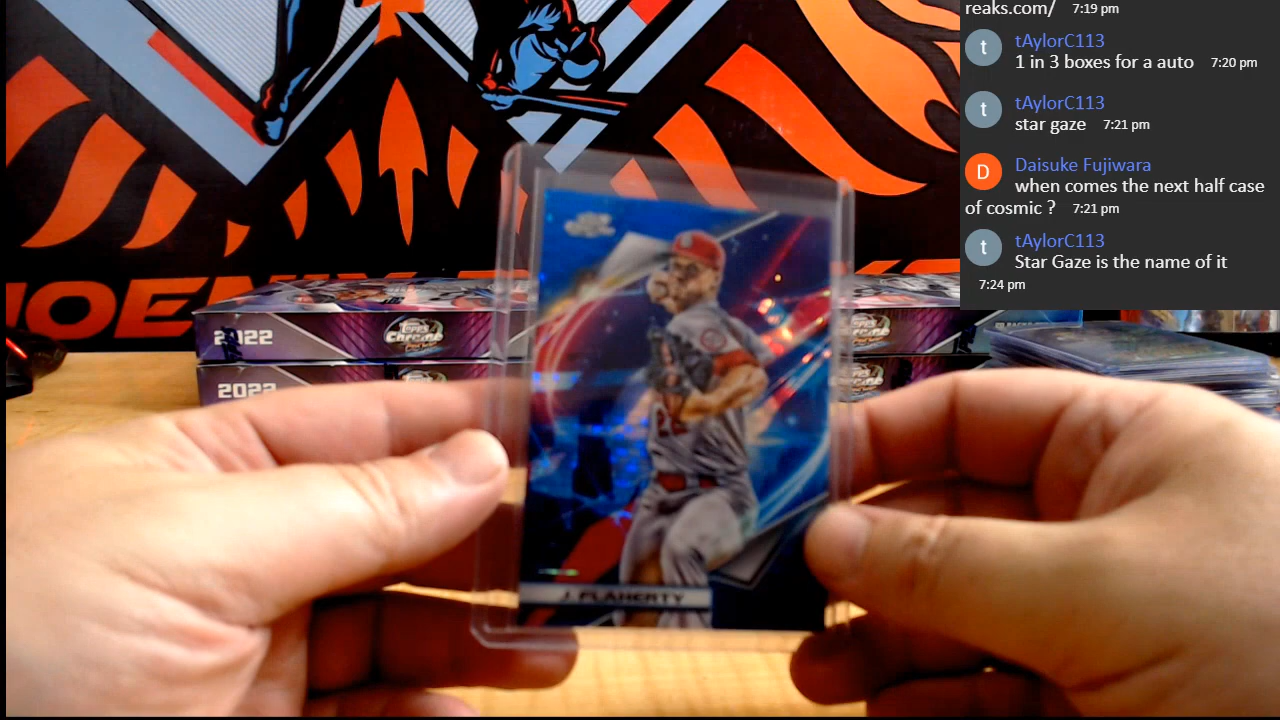 reaks.com/ 7:19 pm
t tAylorC113
1 in 3 boxes for a auto 7:20 pm
t tAylorC113
star gaze 7:21 pm
D Daisuke Fujiwara
when comes the next half case
of cosmic ? 7:21 pm
t tAylorC113
Star Gaze is the name of it
7:24 pm
2022
Topps
Chrome
2022
J. FLAHERTY